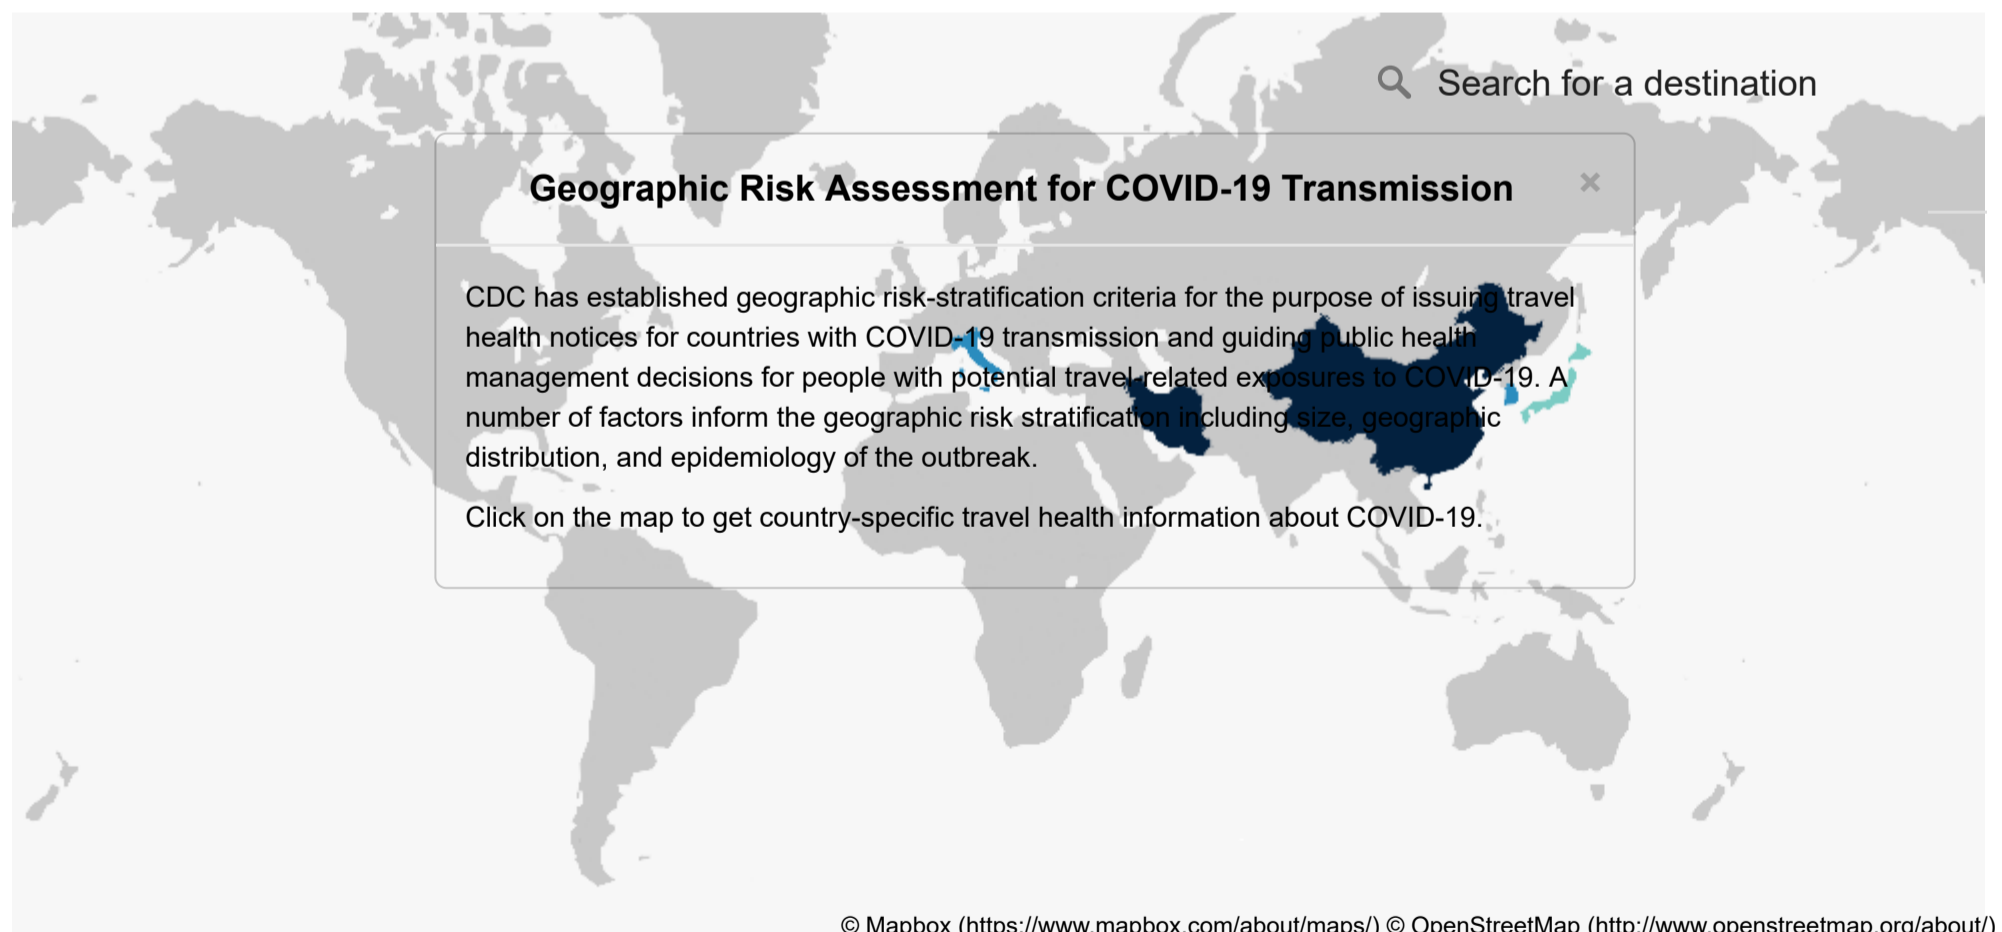 Search for a destination
Geographic Risk Assessment for COVID-19 Transmission
CDC has established geographic risk-stratification criteria for the purpose of issuing travel
health notices for countries with COVID-19 transmission and guiding public health
management decisions for people with potential travel-related exposures to COVID-19. A
number of factors inform the geographic risk stratification including size, geographic
distribution, and epidemiology of the outbreak.
Click on the map to get country-specific travel health information about COVID-19.
© Mapbox (https://www.mapbox.com/about/maps/) © OpenStreetMap (http://www.openstreetmap.org/about/)